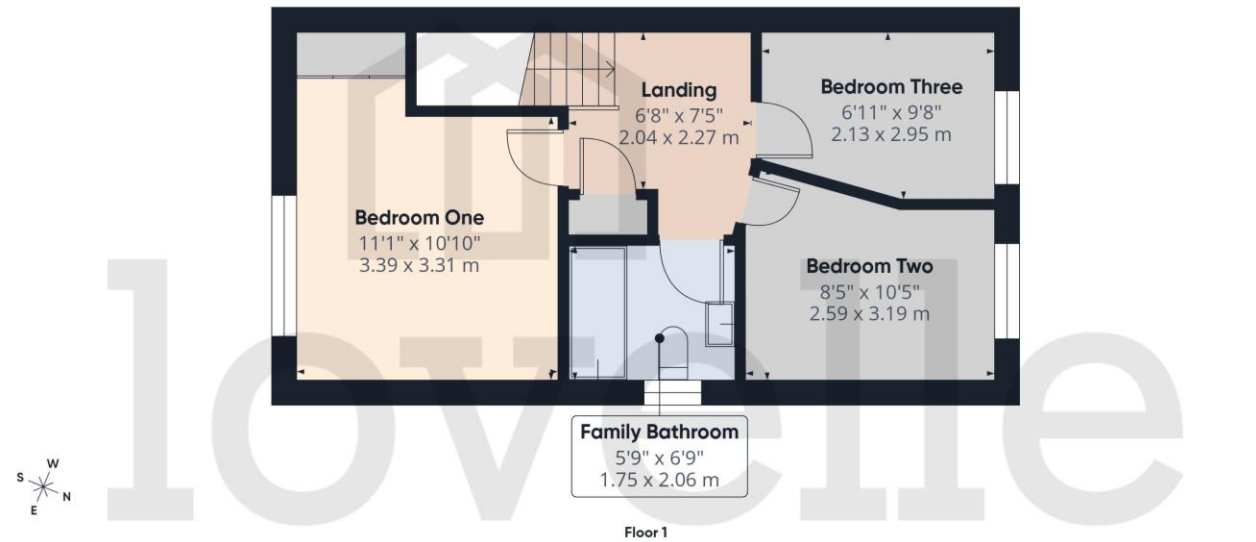 Landing
6'8" x 7'5"
2.04 x 2.27 m
Bedroom Three
6'11" x 9'8"
2.13 x 2.95 m
Bedroom One
11'1" x 10'10"
3.39 x 3.31 m
Bedroom Two
8'5" x 10'5"
2.59 x 3.19 m
lovelle
Family Bathroom
5'9" x 6'9"
1.75 x 2.06 m
W
S
N
E
Floor 1